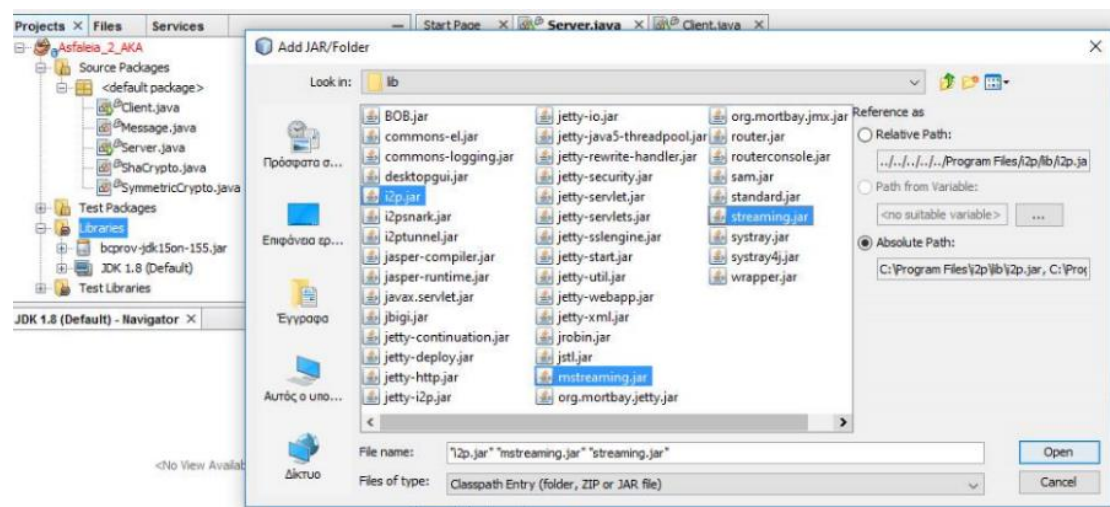 Projects × Files Services
Start Page × Server.java × Client.java ×
Asfaleia_2_AKA
Source Packages
<default package>
Client.java
Message.java
Server.java
ShaCrypto.java
SymmetricCrypto.java
Test Packages
Libraries
bcprov-jdk15on-155.jar
JDK 1.8 (Default)
Test Libraries
JDK 1.8 (Default) - Navigator ×
<No View Availab
Add JAR/Folder
Look in: lib
Πρόσφατα σ...
Επιφάνεια ερ...
Έγγραφα
Αυτός ο υπο...
Δίκτυο
BOB.jar
commons-el.jar
commons-logging.jar
desktopgui.jar
i2p.jar
i2psnark.jar
i2ptunnel.jar
jasper-compiler.jar
jasper-runtime.jar
javax.servlet.jar
jbigi.jar
jetty-continuation.jar
jetty-deploy.jar
jetty-http.jar
jetty-i2p.jar
jetty-io.jar
jetty-java5-threadpool.jar
jetty-rewrite-handler.jar
jetty-security.jar
jetty-servlet.jar
jetty-servlets.jar
jetty-sslengine.jar
jetty-start.jar
jetty-util.jar
jetty-webapp.jar
jetty-xml.jar
jrobin.jar
jstl.jar
mstreaming.jar
org.mortbay.jetty.jar
org.mortbay.jmx.jar
router.jar
routerconsole.jar
sam.jar
standard.jar
streaming.jar
systray.jar
systray4j.jar
wrapper.jar
Reference as
Relative Path:
../../../../../Program Files/i2p/lib/i2p.ja
Path from Variable:
<no suitable variable> ...
Absolute Path:
C:\Program Files\i2p\lib\i2p.jar, C:\Prog
File name: "i2p.jar" "mstreaming.jar" "streaming.jar"
Open
Files of type: Classpath Entry (folder, ZIP or JAR file)
Cancel